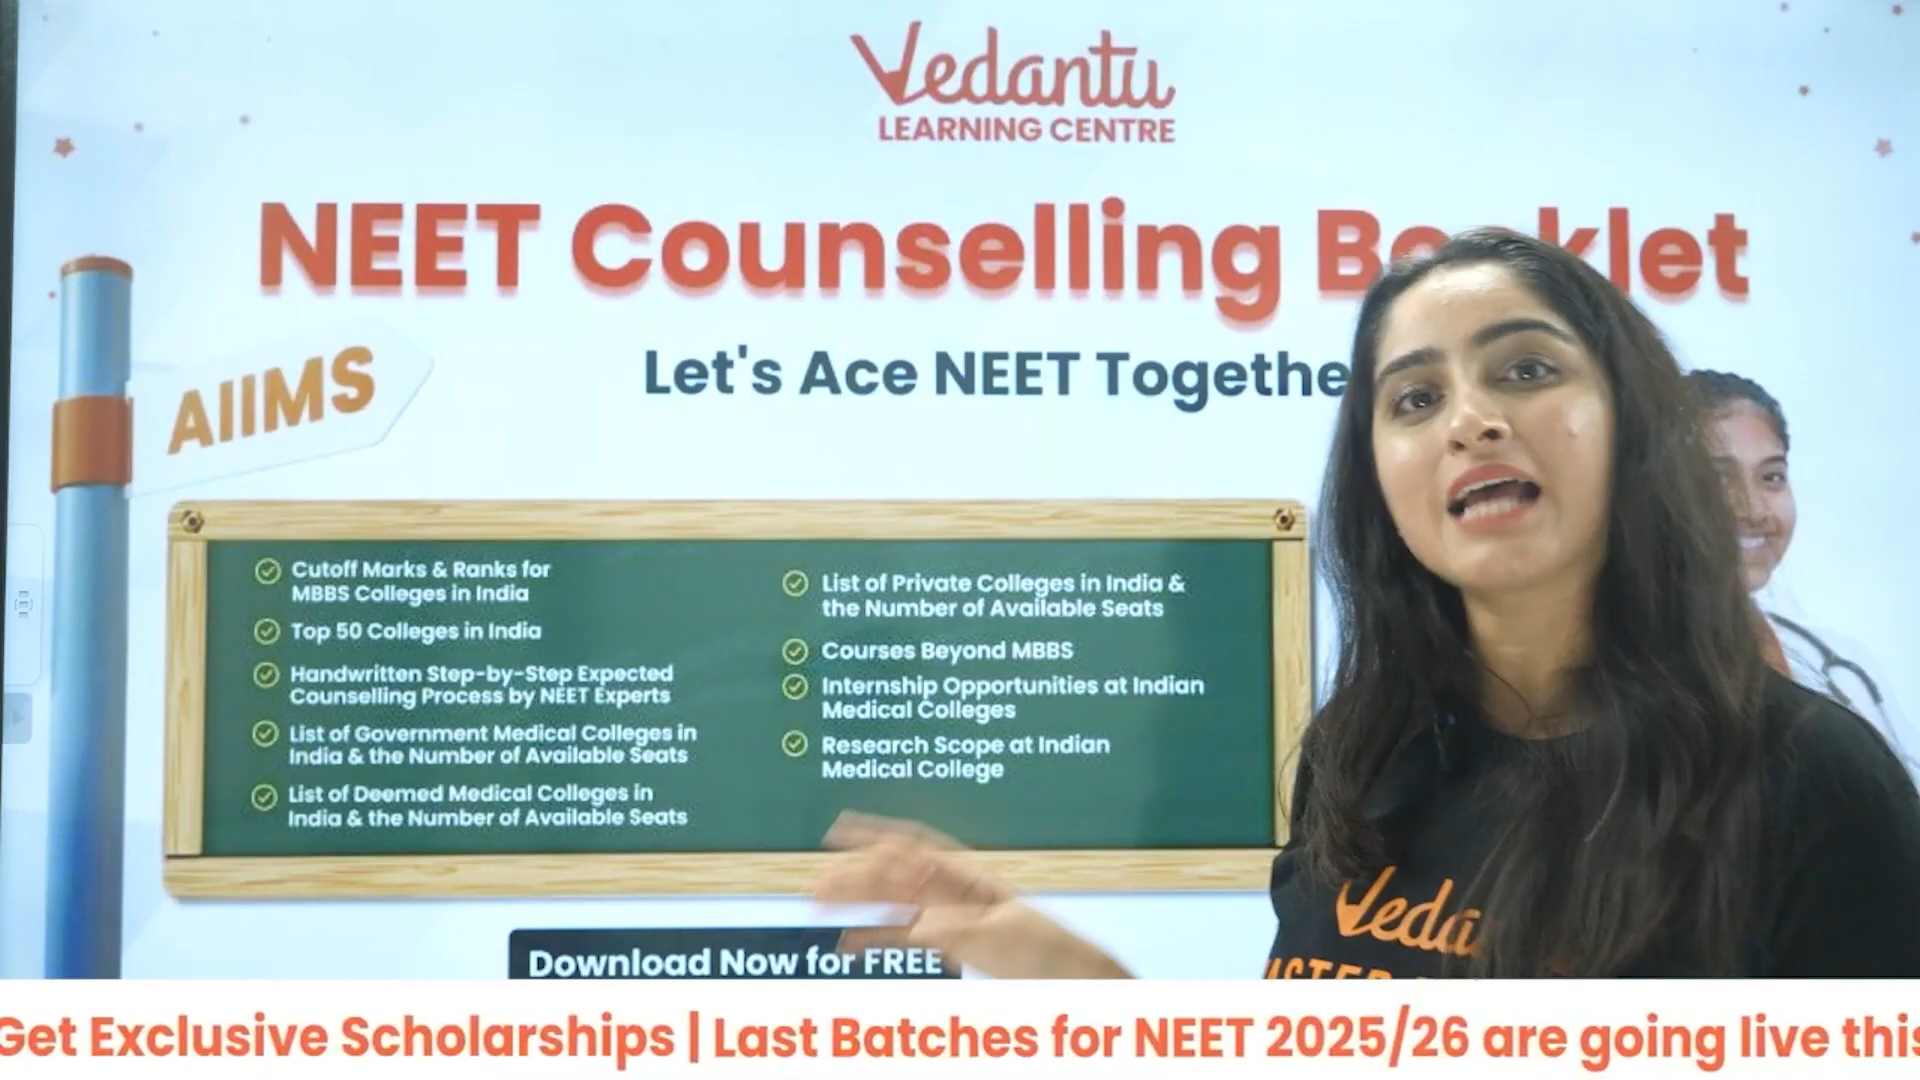 Vedantu
LEARNING CENTRE
NEET Counselling
Let's Ace NEET
AIIMS
Cutoff Marks & Ranks for
MBBS Colleges in India
Top 50 Colleges in India
Handwritten Step-by-Step Expected
Counselling Process by NEET Experts
List of Government Medical Colleges in
India & the Number of Available Seats
List of Deemed Medical Colleges in
India & the Number of Available Seats
List of Private Colleges in India &
the Number of Available Seats
Courses Beyond MBBS
Internship Opportunities at Indian
Medical Colleges
Research Scope at Indian
Medical College
Download Now for FREE
Get Exclusive Scholarships | Last Batches for NEET 2025/26 are going live this